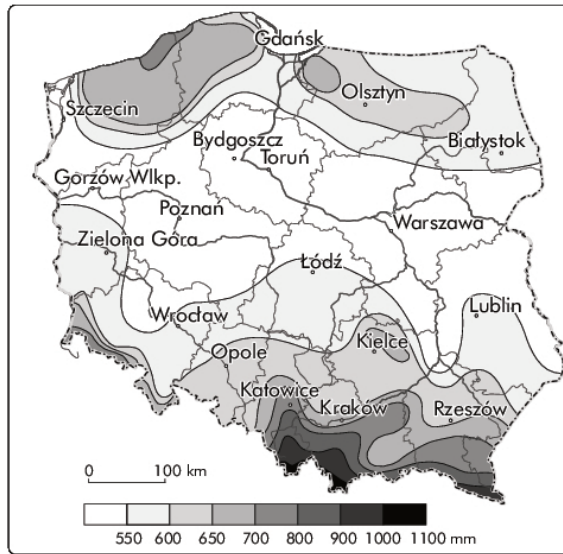 Gdańsk
Olsztyn
Szczecin
Białystok
Bydgoszcz
Toruń
Gorzów Wlkp.
Poznań
Warszawa
Zielona Góra
Łódź
Lublin
Wrocław
Kielce
Opole
Katowice
Kraków
Rzeszów
0 100 km
550 600 650 700 800 900 1000 1100 mm